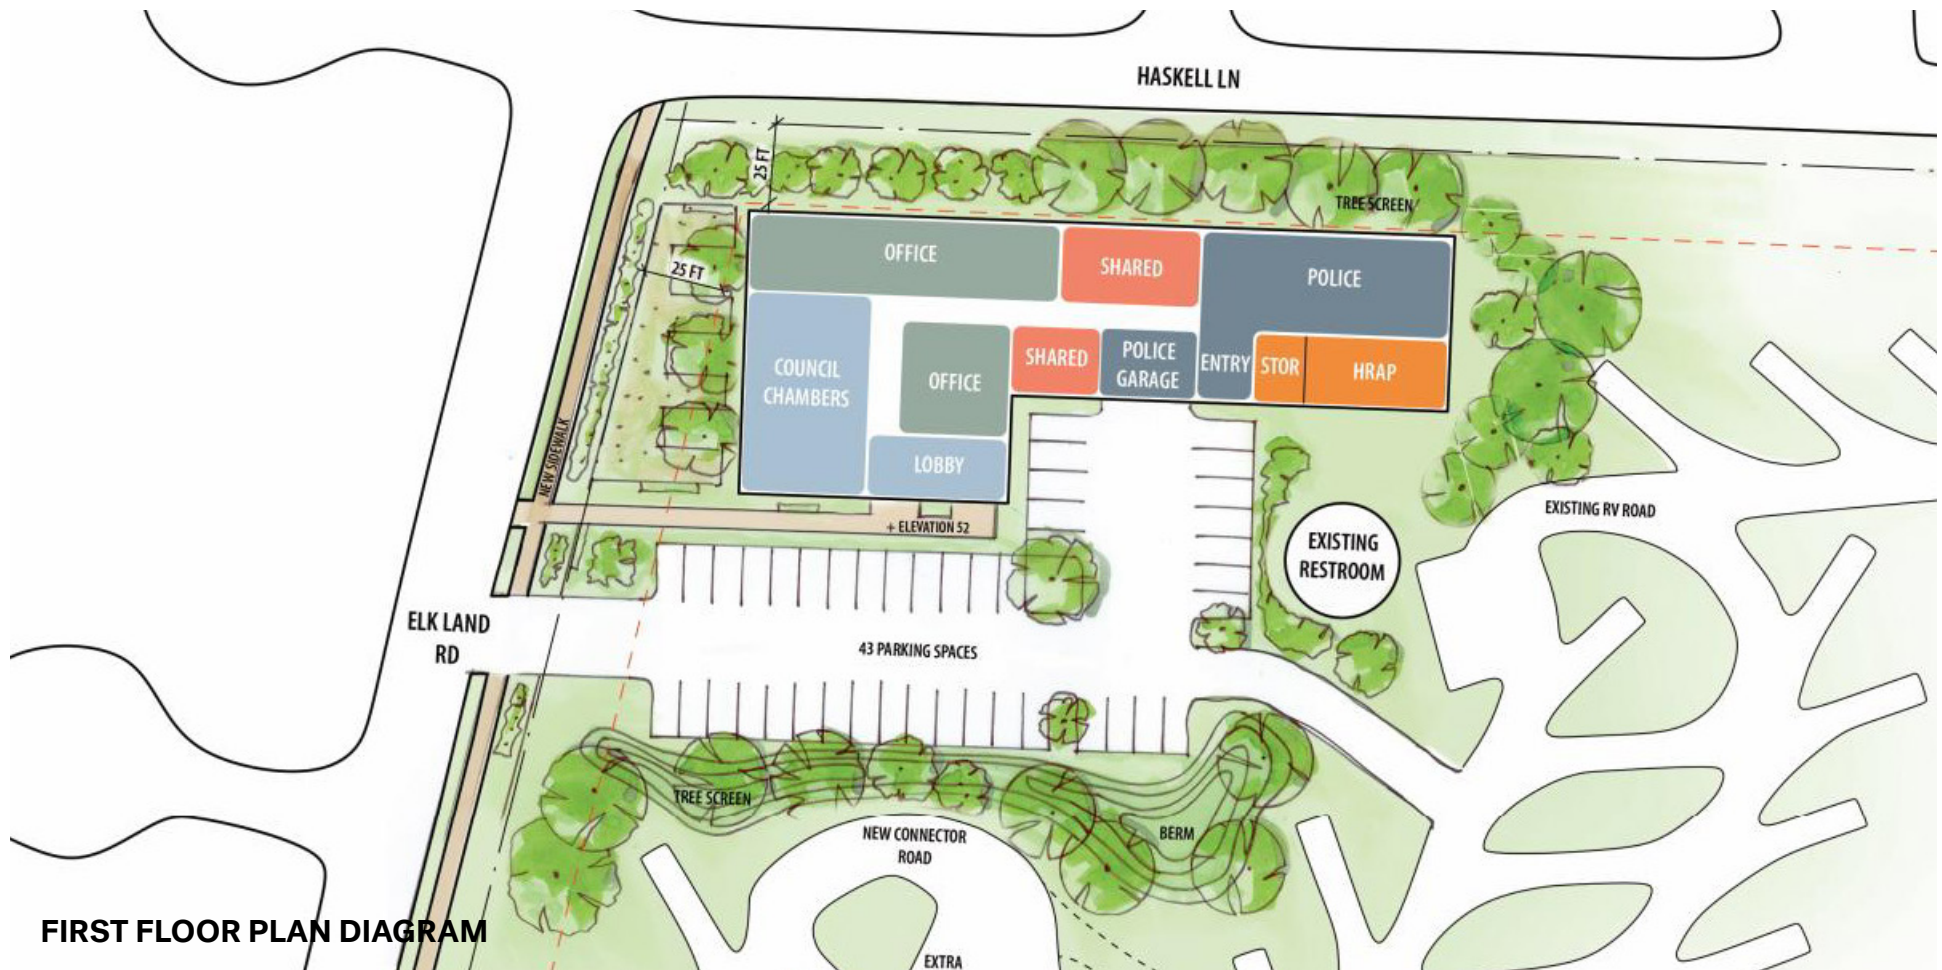 HASKELL LN
25 FT
TREE SCREEN
OFFICE
SHARED
POLICE
25 FT
COUNCIL
CHAMBERS
OFFICE
SHARED
POLICE
GARAGE
ENTRY
STOR
HRAP
LOBBY
NEW SIDEWALK
+ ELEVATION 52
EXISTING RV ROAD
EXISTING
RESTROOM
ELK LAND
RD
43 PARKING SPACES
TREE SCREEN
NEW CONNECTOR
ROAD
BERM
FIRST FLOOR PLAN DIAGRAM
EXTRA